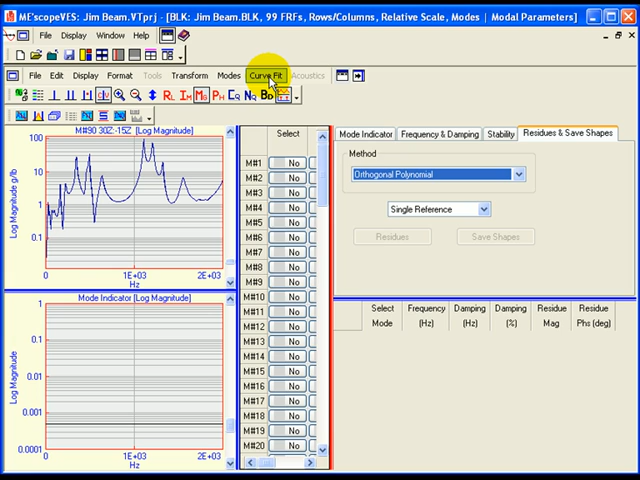 ME'scopeVES: Jim Beam.VTprj - [BLK: Jim Beam.BLK, 99 FRFs, Rows/Columns, Relative Scale, Modes | Modal Parameters]
File Display Window Help
File Edit Display Format Tools Transform Modes Curve Fit Acoustics
RL IM MG PH CQ NQ BD
M#90 30Z:-15Z [Log Magnitude]
Log Magnitude g/lb
100
10
1
0.1
0 1E+03 2E+03
Hz
Mode Indicator [Log Magnitude]
Log Magnitude
1
0.1
0.01
0.001
0.0001
0 1E+03 2E+03
Hz
Select
M#1 No
M#2 No
M#3 No
M#4 No
M#5 No
M#6 No
M#7 No
M#8 No
M#9 No
M#10 No
M#11 No
M#12 No
M#13 No
M#14 No
M#15 No
M#16 No
M#17 No
M#18 No
M#19 No
M#20 No
Mode Indicator Frequency & Damping Stability Residues & Save Shapes
Method
Orthogonal Polynomial
Single Reference
Residues Save Shapes
Select Mode
Frequency (Hz)
Damping (Hz)
Damping (%)
Residue Mag
Residue Phs (deg)